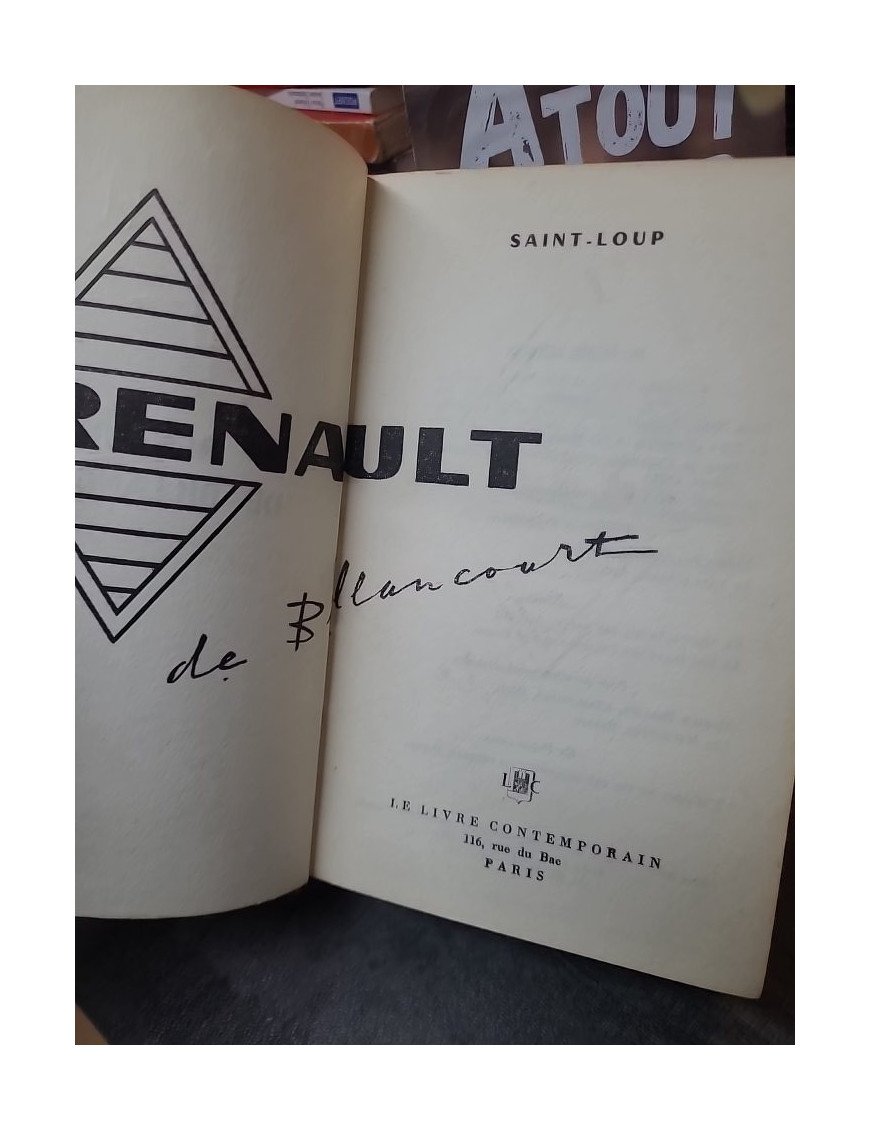 ATOUT
SAINT-LOUP
RENAULT
de Billancourt
L C
LE LIVRE CONTEMPORAIN
116, rue du Bac
PARIS